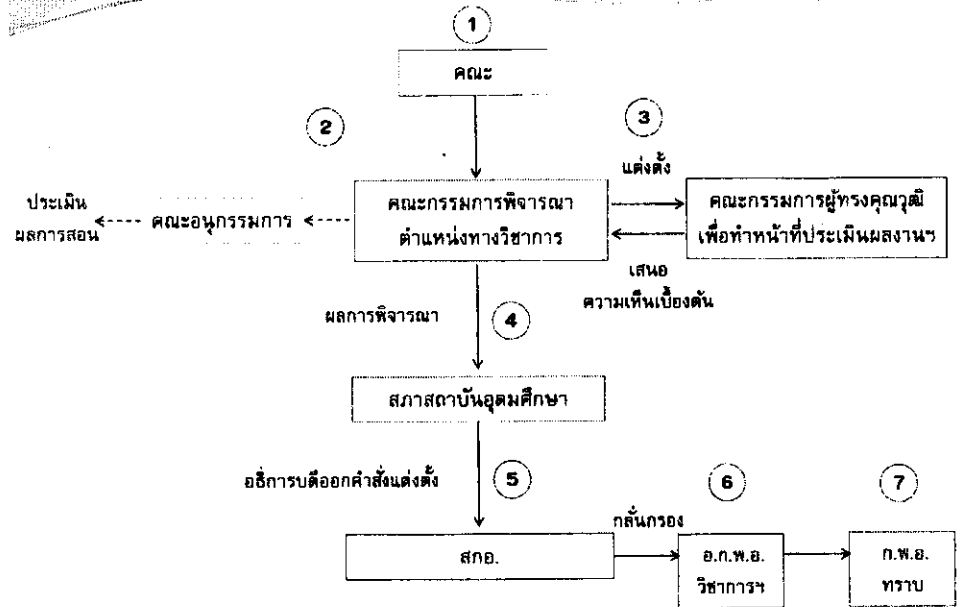 1
คณะ
2
3
แต่งตั้ง
ประเมิน
ผลการสอน
คณะอนุกรรมการ
คณะกรรมการพิจารณา
ตำแหน่งทางวิชาการ
คณะกรรมการผู้ทรงคุณวุฒิ
เพื่อทำหน้าที่ประเมินผลงานฯ
เสนอ
ความเห็นเบื้องต้น
ผลการพิจารณา
4
สภาสถาบันอุดมศึกษา
อธิการบดีออกคำสั่งแต่งตั้ง
5
6
7
กลั่นกรอง
สกอ.
อ.ก.พ.อ.
วิชาการฯ
ก.พ.อ.
ทราบ